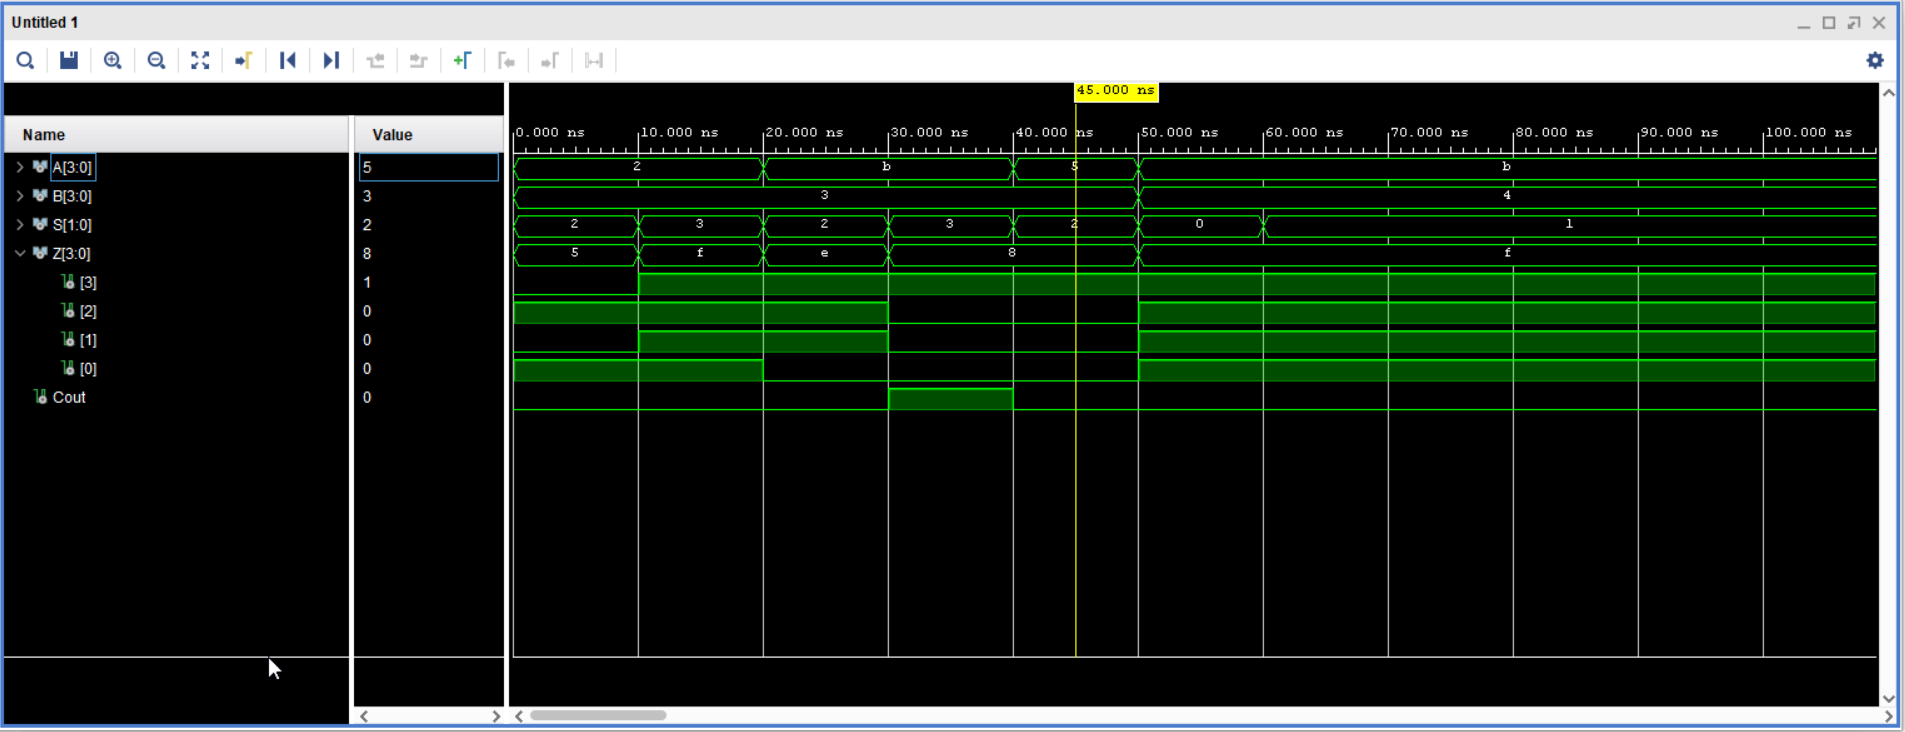 Untitled 1
45.000 ns
Name Value
0.000 ns 10.000 ns 20.000 ns 30.000 ns 40.000 ns 50.000 ns 60.000 ns 70.000 ns 80.000 ns 90.000 ns 100.000 ns
A[3:0] 5 2 b 5 b
B[3:0] 3 3 4
S[1:0] 2 2 3 2 3 2 0 1
Z[3:0] 8 5 f e 8 f
[3] 1
[2] 0
[1] 0
[0] 0
Cout 0